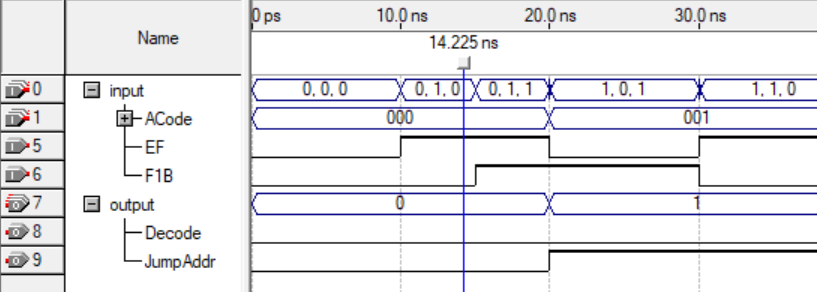 0 ps 10.0 ns 20.0 ns 30.0 ns
Name 14.225 ns
0 input 0, 0, 0 0, 1, 0 0, 1, 1 1, 0, 1 1, 1, 0
1 ACode 000 001
5 EF
6 F1B
7 output 0 1
8 Decode
9 JumpAddr